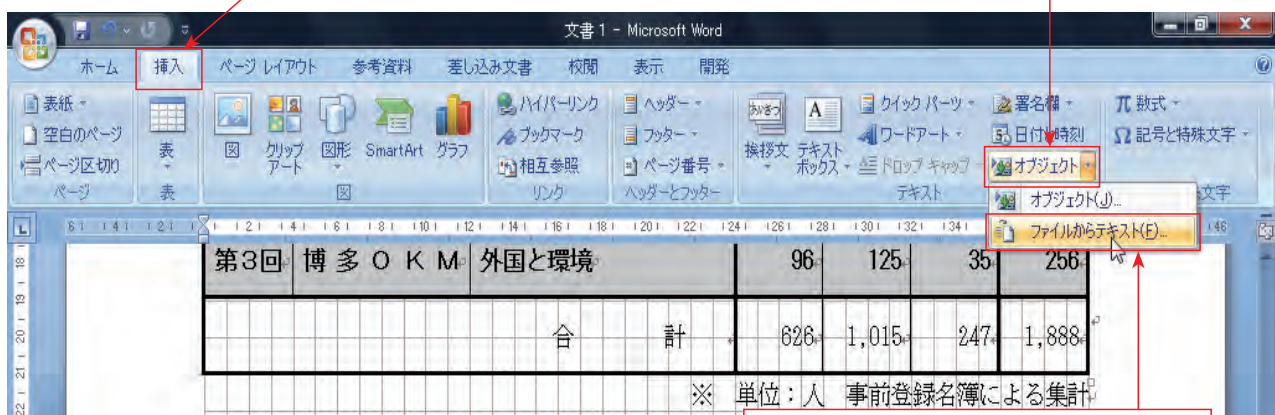 文書 1 - Microsoft Word
ホーム 挿入 ページ レイアウト 参考資料 差し込み文書 校閲 表示 開発
表紙
空白のページ
ページ区切り
ページ
表
表
図
クリップ
アート
図形
SmartArt
グラフ
図
ハイパーリンク
ブックマーク
相互参照
リンク
ヘッダー
フッター
ページ番号
ヘッダーとフッター
あいさつ
挨拶文
A
テキスト
ボックス
クイック パーツ
ワードアート
ドロップ キャップ
署名欄
オブジェクト
テキスト
π 数式
Ω 記号と特殊文字
文字
オブジェクト(J)...
ファイルからテキスト(F)...
第3回 博多OKM 外国と環境 96 125 35 256
合計 626 1,015 247 1,888
※ 単位：人 事前登録名簿による集計